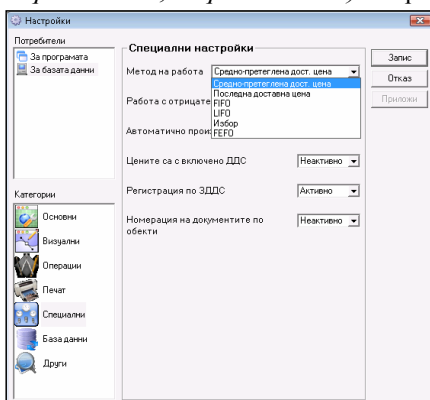 Настройки
Потребители
За програмата
За базата данни
Категории
Основни
Визуални
Операции
Печат
Специални
База данни
Други
Специални настройки
Метод на работа Средно-претеглена дост. цена
Средно-претеглена дост. цена
Последна доставна цена
FIFO
LIFO
Избор
FEFO
Работа с отрицате
Автоматично прои
Цените са с включено ДДС Неактивно
Регистрация по ЗДДС Активно
Номерация на документите по
обекти Неактивно
Запис
Отказ
Приложи